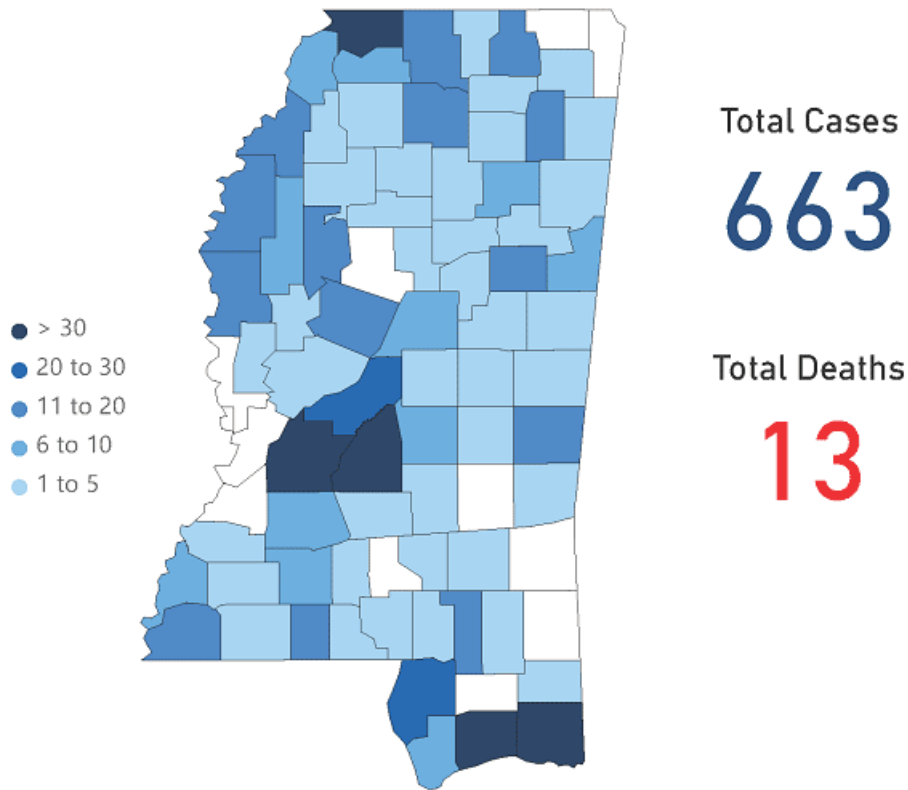 > 30
20 to 30
11 to 20
6 to 10
1 to 5
Total Cases
663
Total Deaths
13